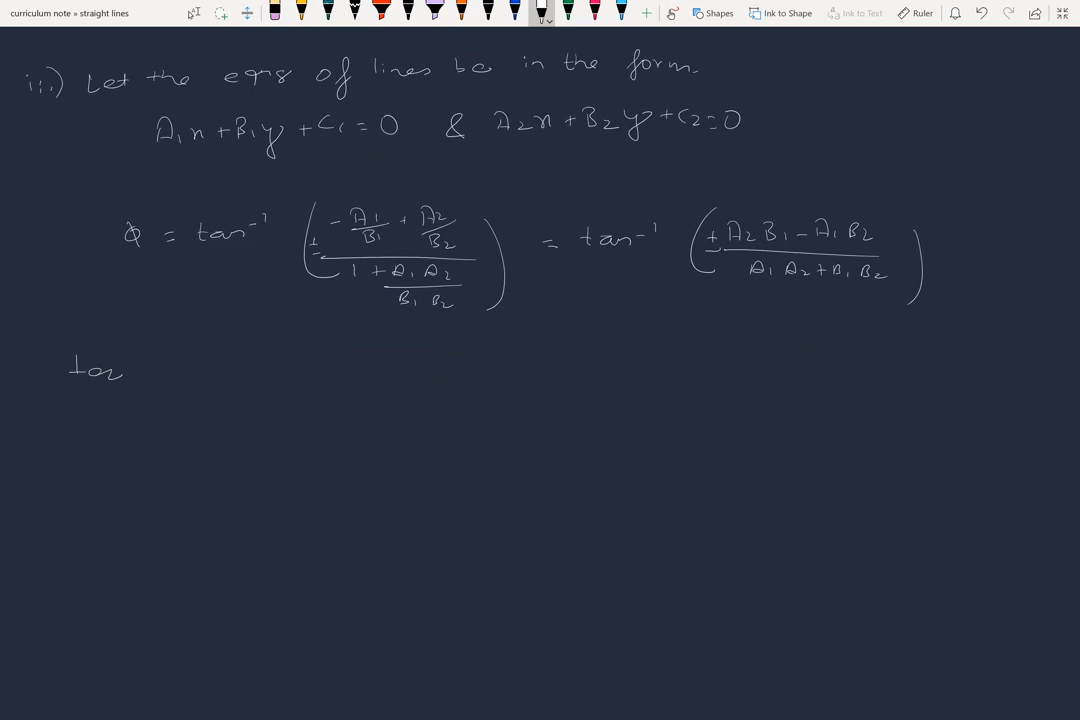 curriculum note » straight lines Shapes Ink to Shape Ink to Text Ruler
iii) Let the eqns of lines be in the form.
A₁x + B₁y + C₁ = 0 & A₂x + B₂y + C₂ = 0
Φ = tan⁻¹ (± (-A₁/B₁ + A₂/B₂) / (1 + A₁A₂/B₁B₂)) = tan⁻¹ (± (A₂B₁ - A₁B₂) / (A₁A₂ + B₁B₂))